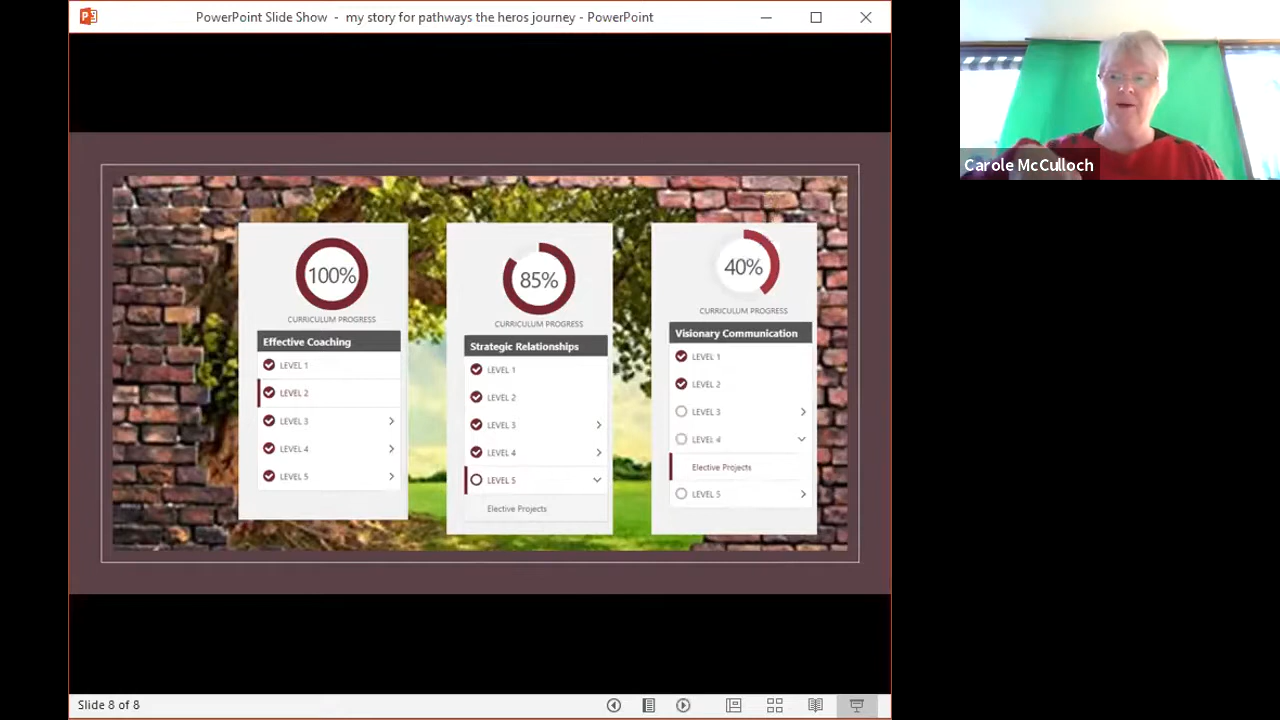 PowerPoint Slide Show - my story for pathways the heros journey - PowerPoint
Carole McCulloch
100%
CURRICULUM PROGRESS
Effective Coaching
LEVEL 1
LEVEL 2
LEVEL 3
LEVEL 4
LEVEL 5
85%
CURRICULUM PROGRESS
Strategic Relationships
LEVEL 1
LEVEL 2
LEVEL 3
LEVEL 4
LEVEL 5
Elective Projects
40%
CURRICULUM PROGRESS
Visionary Communication
LEVEL 1
LEVEL 2
LEVEL 3
LEVEL 4
Elective Projects
LEVEL 5
Slide 8 of 8